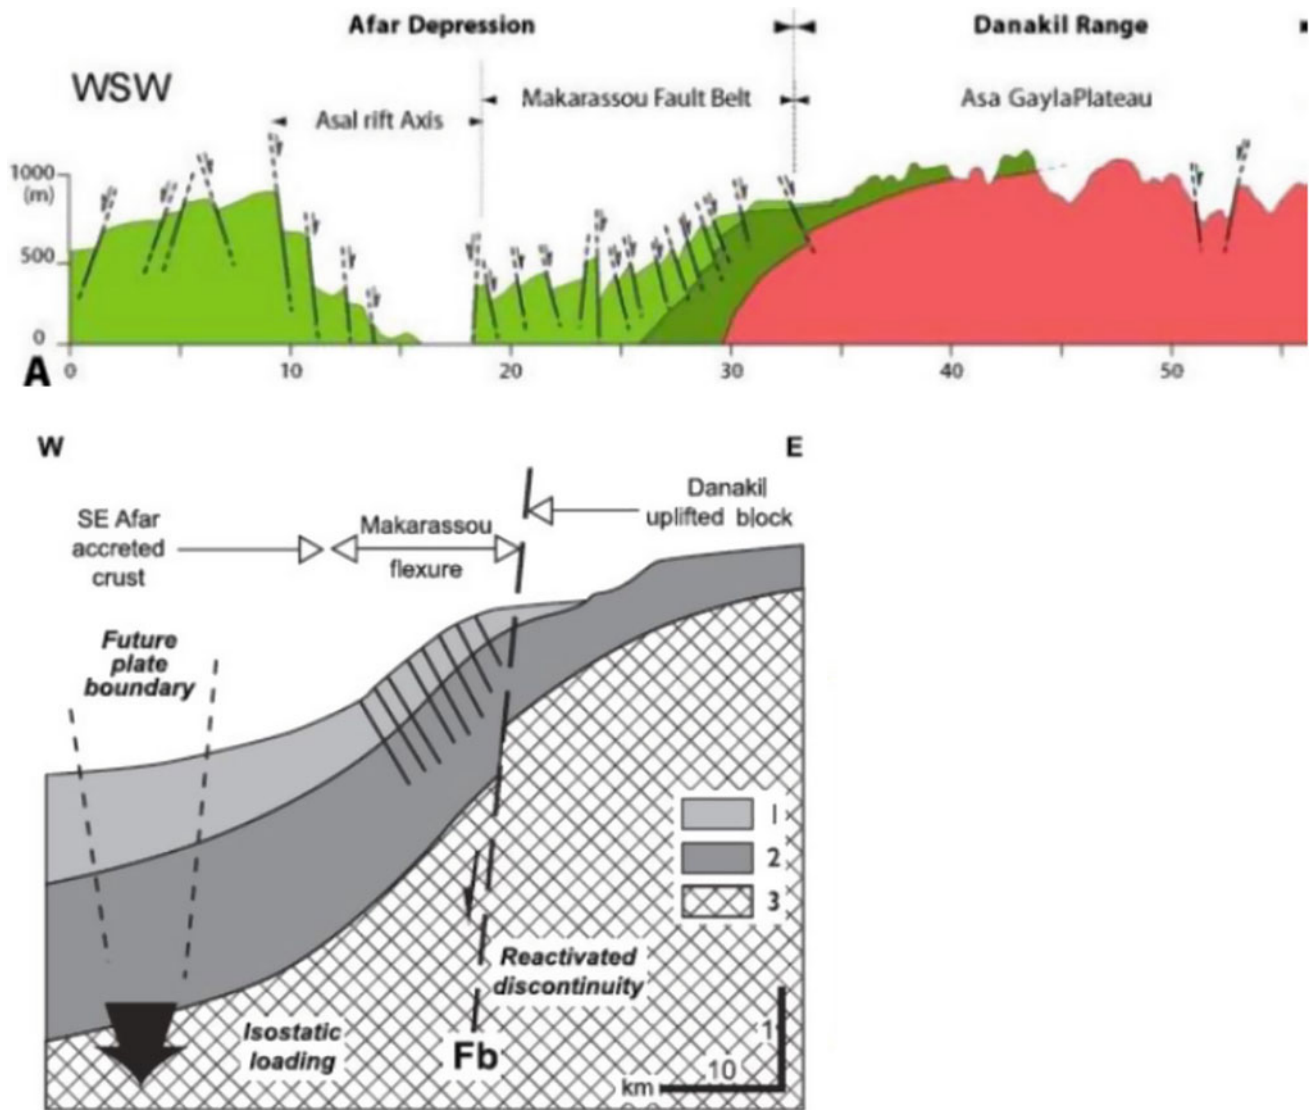 Afar Depression
Danakil Range
WSW
Makarassou Fault Belt
Asa GaylaPlateau
Asal rift Axis
1000
(m)
500
0
A
0 10 20 30 40 50
W
E
SE Afar
accreted
crust
Makarassou
flexure
Danakil
uplifted block
Future
plate
boundary
1
2
3
Reactivated
discontinuity
Isostatic
loading
Fb
1
10
km